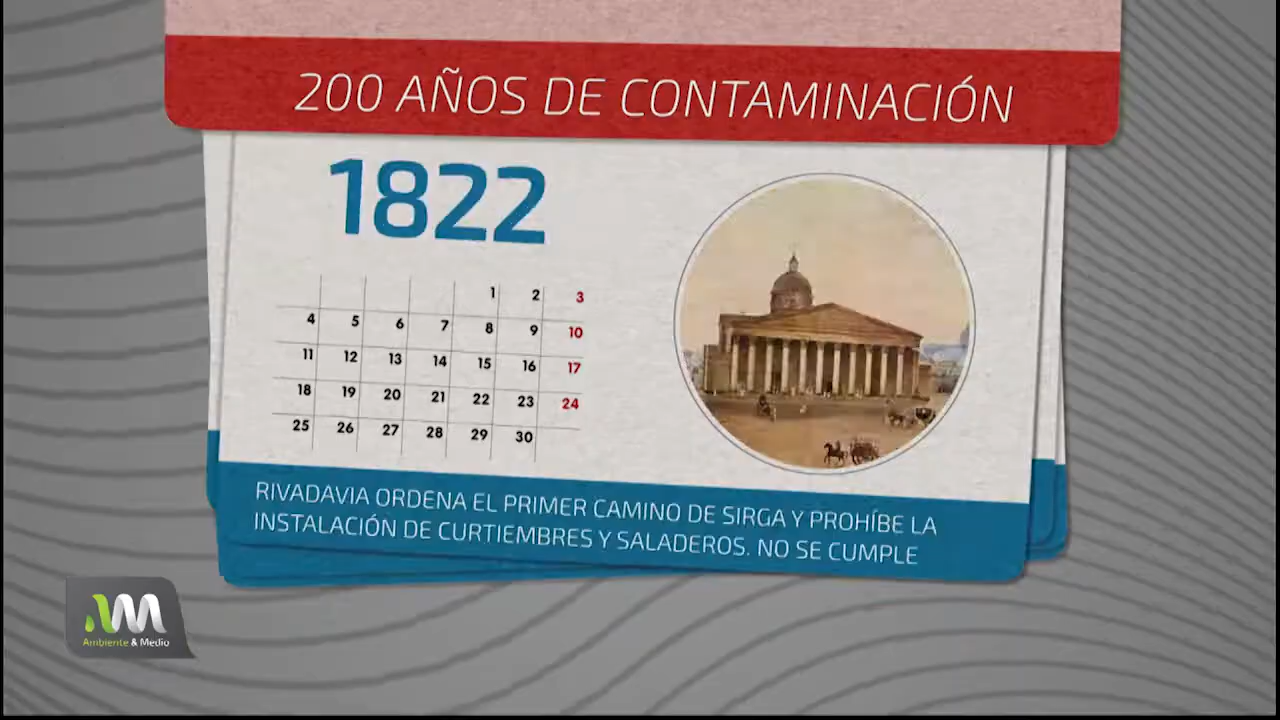 200 AÑOS DE CONTAMINACIÓN
1822
1 2 3
4 5 6 7 8 9 10
11 12 13 14 15 16 17
18 19 20 21 22 23 24
25 26 27 28 29 30
RIVADAVIA ORDENA EL PRIMER CAMINO DE SIRGA Y PROHÍBE LA
INSTALACIÓN DE CURTIEMBRES Y SALADEROS. NO SE CUMPLE
AM
Ambiente & Medio